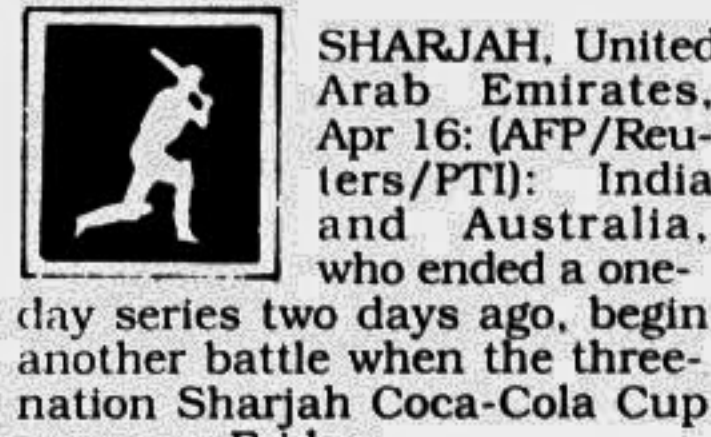 SHARJAH, United
Arab Emirates,
Apr 16: (AFP/Reu-
ters/PTI): India
and Australia,
who ended a one-
day series two days ago, begin
another battle when the three-
nation Sharjah Coca-Cola Cup